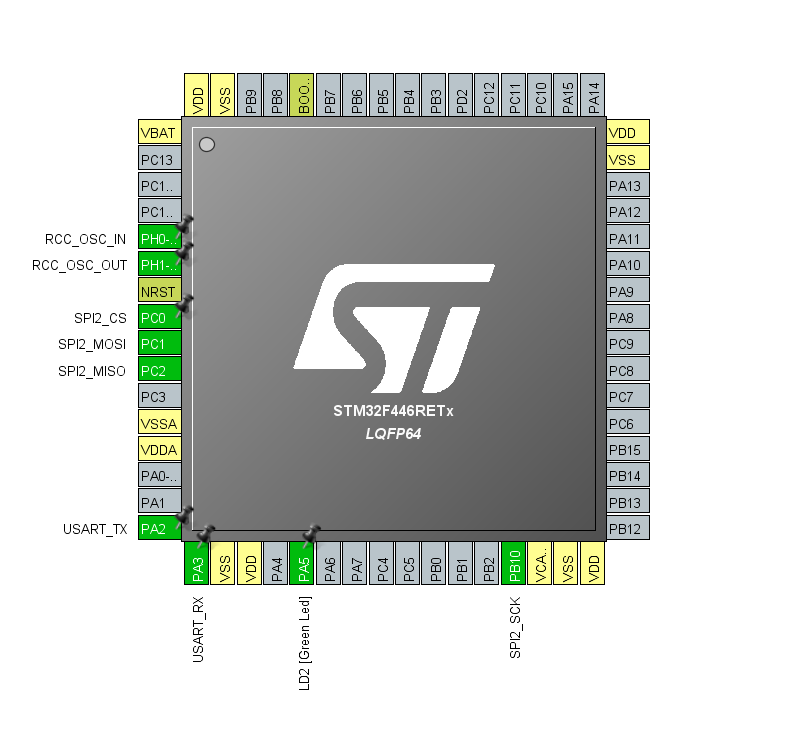 VDD
VSS
PB9
PB8
BOO..
PB7
PB6
PB5
PB4
PB3
PD2
PC12
PC11
PC10
PA15
PA14
VBAT
PC13
PC1..
PC1..
RCC_OSC_IN PH0-..
RCC_OSC_OUT PH1-..
NRST
SPI2_CS PC0
SPI2_MOSI PC1
SPI2_MISO PC2
PC3
VSSA
VDDA
PA0-..
PA1
USART_TX PA2
ST
STM32F446RETx
LQFP64
VDD
VSS
PA13
PA12
PA11
PA10
PA9
PA8
PC9
PC8
PC7
PC6
PB15
PB14
PB13
PB12
PA3
VSS
VDD
PA4
PA5
PA6
PA7
PC4
PC5
PB0
PB1
PB2
PB10
VCA..
VSS
VDD
USART_RX
LD2 [Green Led]
SPI2_SCK